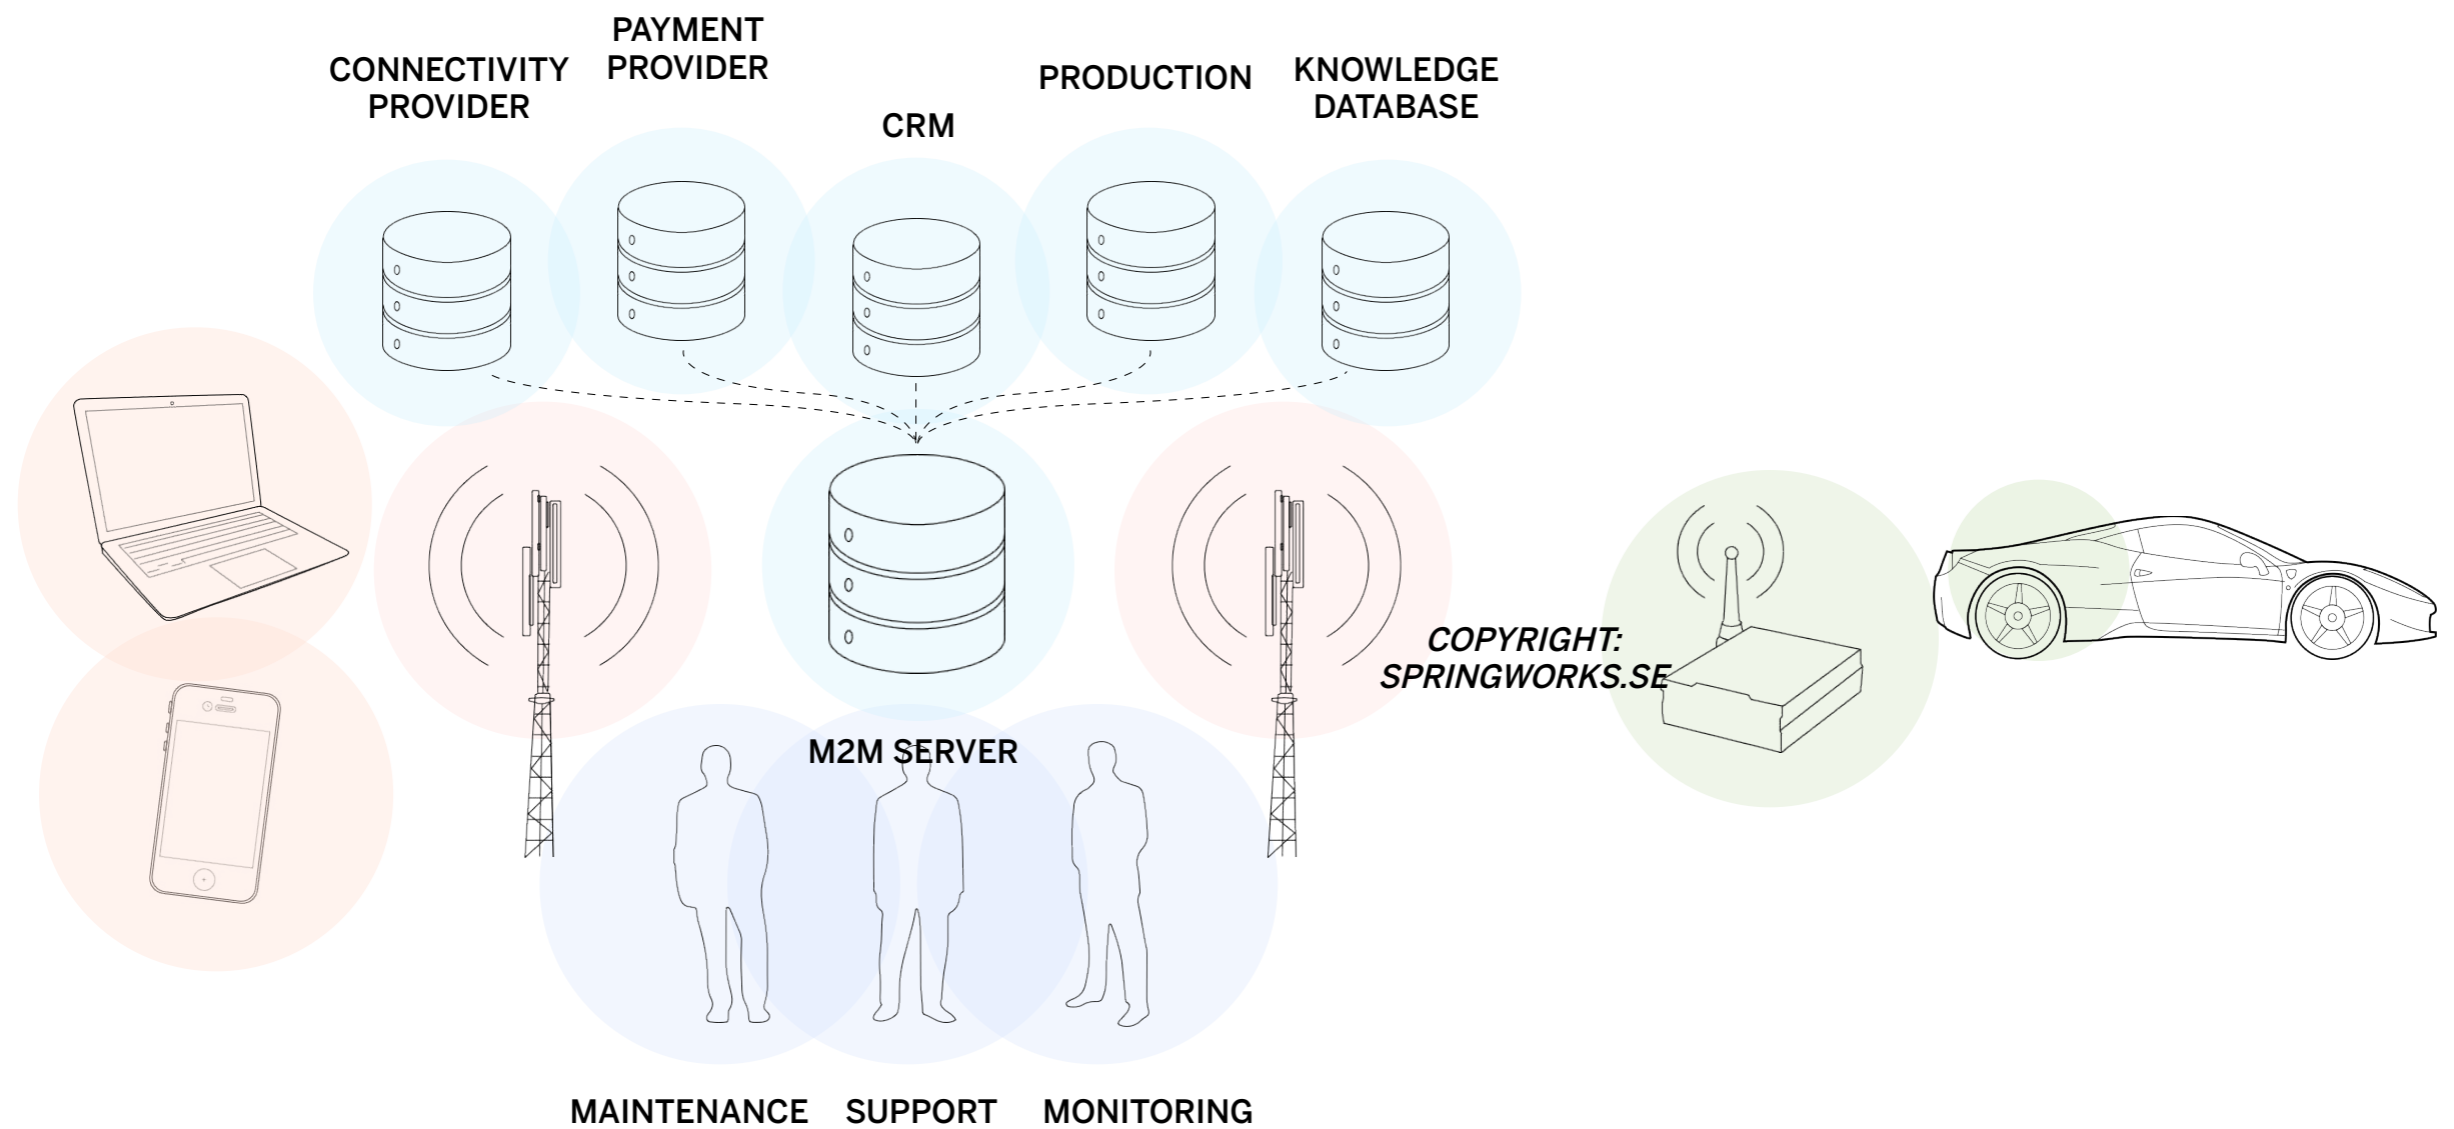 PAYMENT
PROVIDER
CONNECTIVITY
PROVIDER
CRM
PRODUCTION
KNOWLEDGE
DATABASE
COPYRIGHT:
SPRINGWORKS.SE
M2M SERVER
MAINTENANCE
SUPPORT
MONITORING